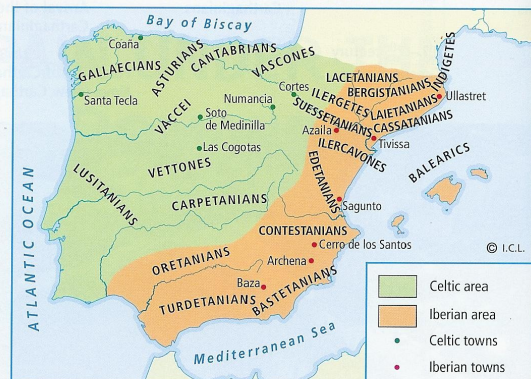 Bay of Biscay
Coaña
ASTURIANS
CANTABRIANS
VASCONES
GALLAECIANS
Santa Tecla
VACCEI
Soto
de Medinilla
Numancia
Cortes
LACETANIANS
BERGISTANIANS
INDIGETES
ILERGETES
LAIETANIANS
Ullastret
SUESSETANIANS
CASSATANIANS
Azaila
Tivissa
ILERCAVONES
Las Cogotas
VETTONES
LUSITANIANS
CARPETANIANS
EDETANIANS
Sagunto
BALEARICS
ATLANTIC OCEAN
CONTESTANIANS
Cerro de los Santos
ORETANIANS
Archena
Baza
BASTETANIANS
TURDETANIANS
Mediterranean Sea
© I.C.L.
Celtic area
Iberian area
Celtic towns
Iberian towns